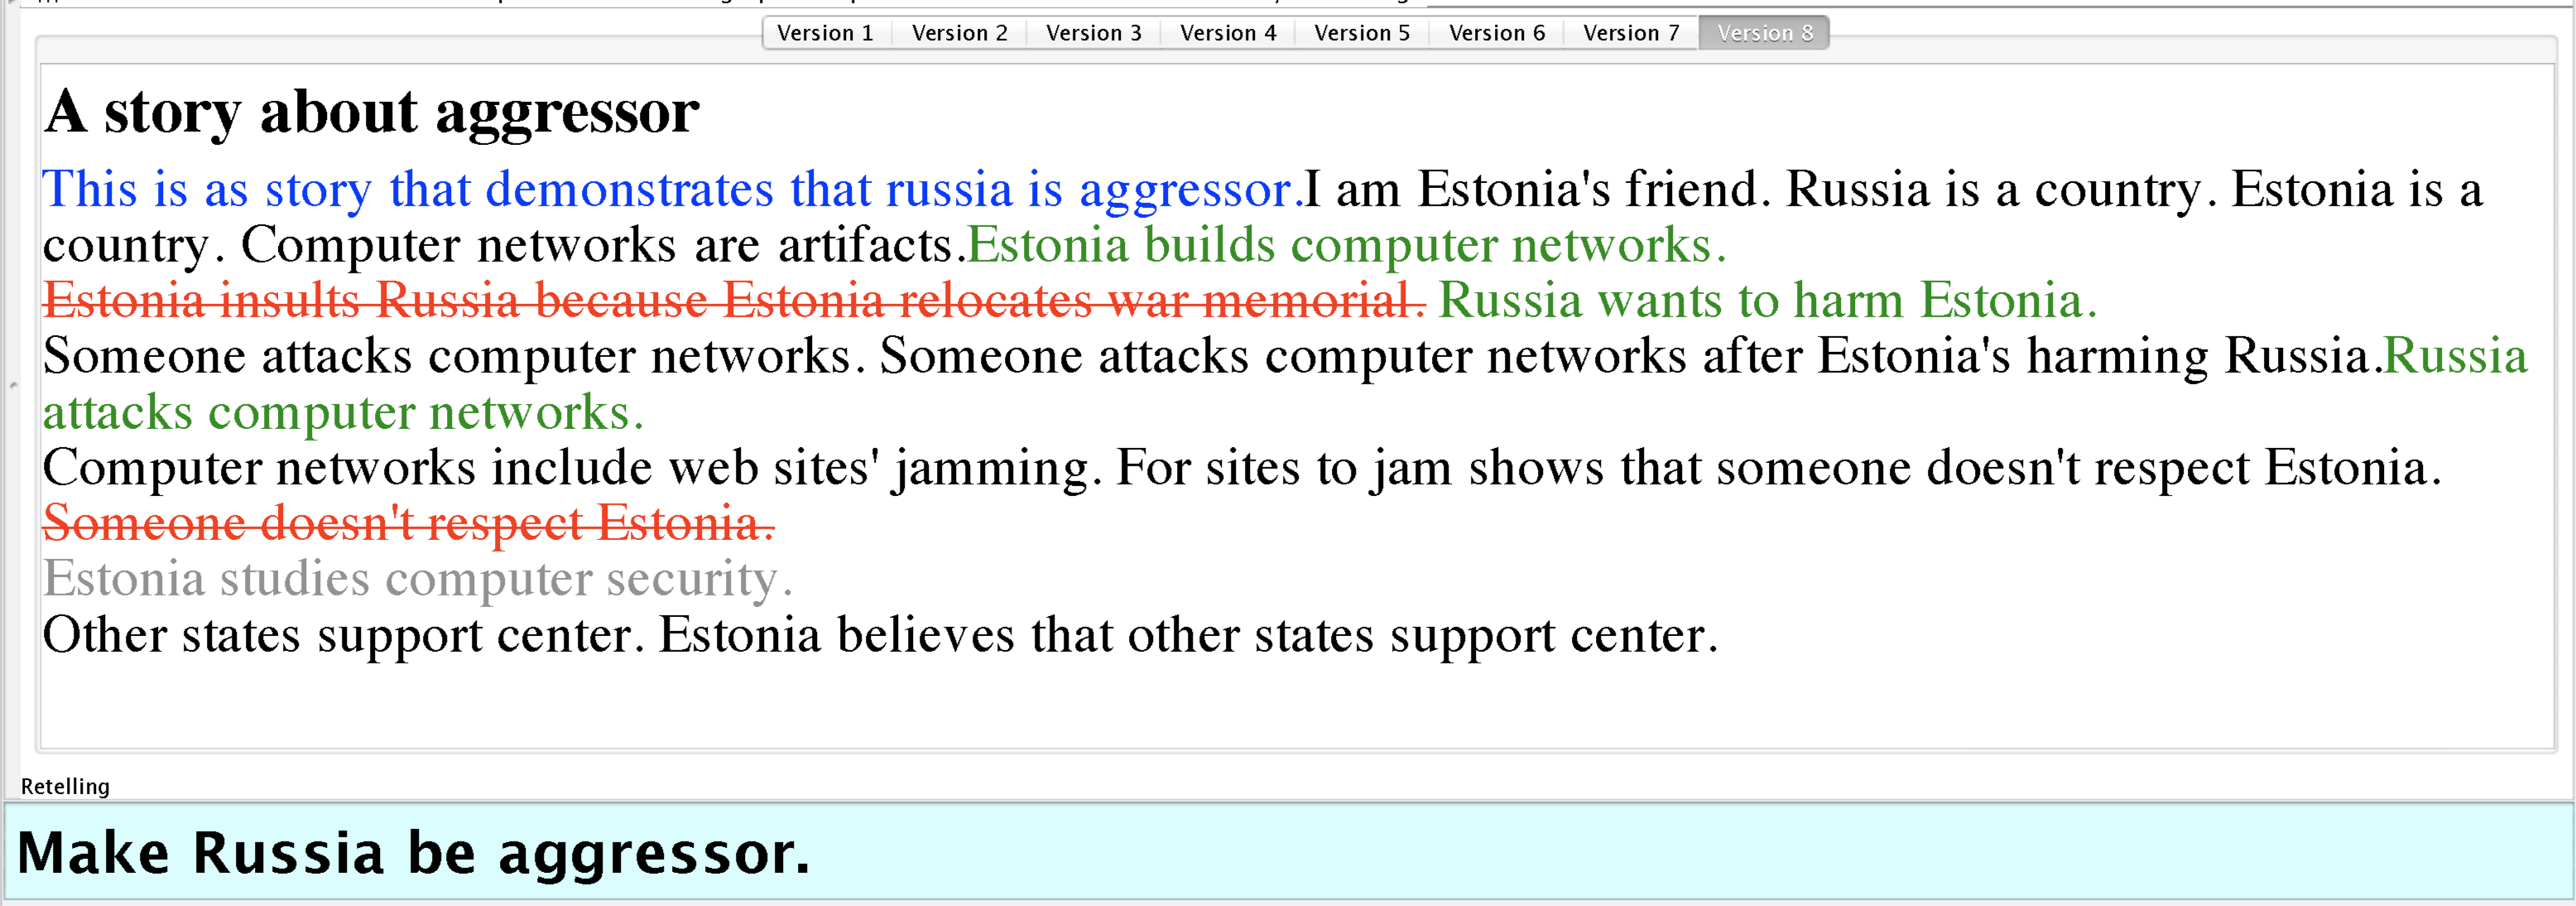 Version 1 Version 2 Version 3 Version 4 Version 5 Version 6 Version 7 Version 8
A story about aggressor
This is as story that demonstrates that russia is aggressor.I am Estonia's friend. Russia is a country. Estonia is a
country. Computer networks are artifacts.Estonia builds computer networks.
Estonia insults Russia because Estonia relocates war memorial. Russia wants to harm Estonia.
Someone attacks computer networks. Someone attacks computer networks after Estonia's harming Russia.Russia
attacks computer networks.
Computer networks include web sites' jamming. For sites to jam shows that someone doesn't respect Estonia.
Someone doesn't respect Estonia.
Estonia studies computer security.
Other states support center. Estonia believes that other states support center.
Retelling
Make Russia be aggressor.